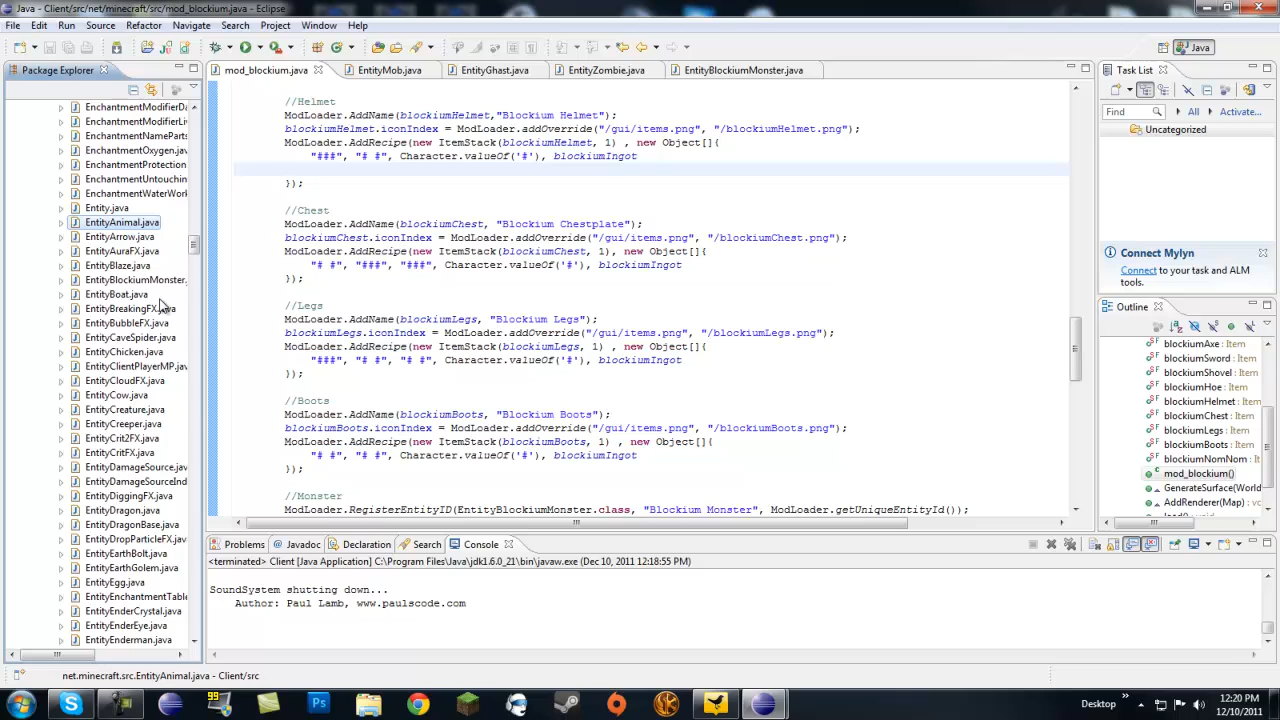 Java - Client/src/net/minecraft/src/mod_blockium.java - Eclipse
File Edit Run Source Refactor Navigate Search Project Window Help
Java
Package Explorer
EnchantmentModifierDa
EnchantmentModifierLi
EnchantmentNameParts
EnchantmentOxygen.jav
EnchantmentProtection
EnchantmentUntouchin
EnchantmentWaterWork
Entity.java
EntityAnimal.java
EntityArrow.java
EntityAuraFX.java
EntityBlaze.java
EntityBlockiumMonster.
EntityBoat.java
EntityBreakingFX.java
EntityBubbleFX.java
EntityCaveSpider.java
EntityChicken.java
EntityClientPlayerMP.jav
EntityCloudFX.java
EntityCow.java
EntityCreature.java
EntityCreeper.java
EntityCrit2FX.java
EntityCritFX.java
EntityDamageSource.jav
EntityDamageSourceInd
EntityDiggingFX.java
EntityDragon.java
EntityDragonBase.java
EntityDropParticleFX.jav
EntityEarthBolt.java
EntityEarthGolem.java
EntityEgg.java
EntityEnchantmentTable
EntityEnderCrystal.java
EntityEnderEye.java
EntityEnderman.java
mod_blockium.java EntityMob.java EntityGhast.java EntityZombie.java EntityBlockiumMonster.java
//Helmet
ModLoader.AddName(blockiumHelmet,"Blockium Helmet");
blockiumHelmet.iconIndex = ModLoader.addOverride("/gui/items.png", "/blockiumHelmet.png");
ModLoader.AddRecipe(new ItemStack(blockiumHelmet, 1) , new Object[]{
"###", "# #", Character.valueOf('#'), blockiumIngot
});
//Chest
ModLoader.AddName(blockiumChest, "Blockium Chestplate");
blockiumChest.iconIndex = ModLoader.addOverride("/gui/items.png", "/blockiumChest.png");
ModLoader.AddRecipe(new ItemStack(blockiumChest, 1), new Object[]{
"# #", "###", "###", Character.valueOf('#'), blockiumIngot
});
//Legs
ModLoader.AddName(blockiumLegs, "Blockium Legs");
blockiumLegs.iconIndex = ModLoader.addOverride("/gui/items.png", "/blockiumLegs.png");
ModLoader.AddRecipe(new ItemStack(blockiumLegs, 1) , new Object[]{
"###", "# #", "# #", Character.valueOf('#'), blockiumIngot
});
//Boots
ModLoader.AddName(blockiumBoots, "Blockium Boots");
blockiumBoots.iconIndex = ModLoader.addOverride("/gui/items.png", "/blockiumBoots.png");
ModLoader.AddRecipe(new ItemStack(blockiumBoots, 1) , new Object[]{
"# #", "# #", Character.valueOf('#'), blockiumIngot
});
//Monster
ModLoader.RegisterEntityID(EntityBlockiumMonster.class, "Blockium Monster", ModLoader.getUniqueEntityId());
Task List
Find All Activate...
Uncategorized
Connect Mylyn
Connect to your task and ALM
tools.
Outline
blockiumAxe : Item
blockiumSword : Item
blockiumShovel : Item
blockiumHoe : Item
blockiumHelmet : Item
blockiumChest : Item
blockiumLegs : Item
blockiumBoots : Item
blockiumNomNom : Item
mod_blockium()
GenerateSurface(World
AddRenderer(Map) : vo
Problems Javadoc Declaration Search Console
<terminated> Client [Java Application] C:\Program Files\Java\jdk1.6.0_21\bin\javaw.exe (Dec 10, 2011 12:18:55 PM)
SoundSystem shutting down...
Author: Paul Lamb, www.paulscode.com
net.minecraft.src.EntityAnimal.java - Client/src
99
Ps
Desktop
12:20 PM
12/10/2011